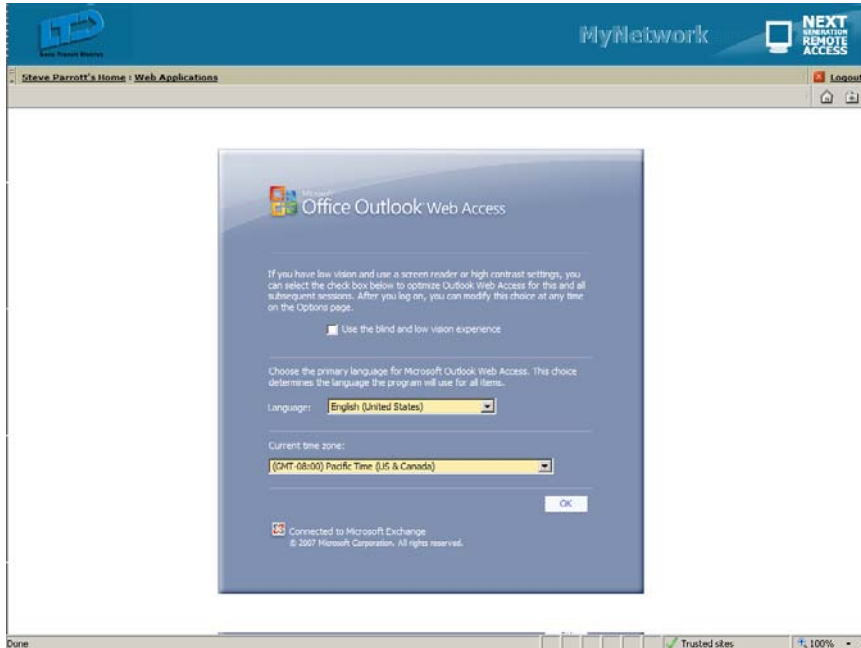 LTD
Lane Transit District
MyNetwork
NEXT
GENERATION
REMOTE
ACCESS
Steve Parrott's Home : Web Applications
Logout
Microsoft
Office Outlook Web Access
If you have low vision and use a screen reader or high contrast settings, you
can select the check box below to optimize Outlook Web Access for this and all
subsequent sessions. After you log on, you can modify this choice at any time
on the Options page.
Use the blind and low vision experience
Choose the primary language for Microsoft Outlook Web Access. This choice
determines the language the program will use for all items.
Language: English (United States)
Current time zone:
(GMT-08:00) Pacific Time (US & Canada)
OK
Connected to Microsoft Exchange
© 2007 Microsoft Corporation. All rights reserved.
Done
Trusted sites
100%